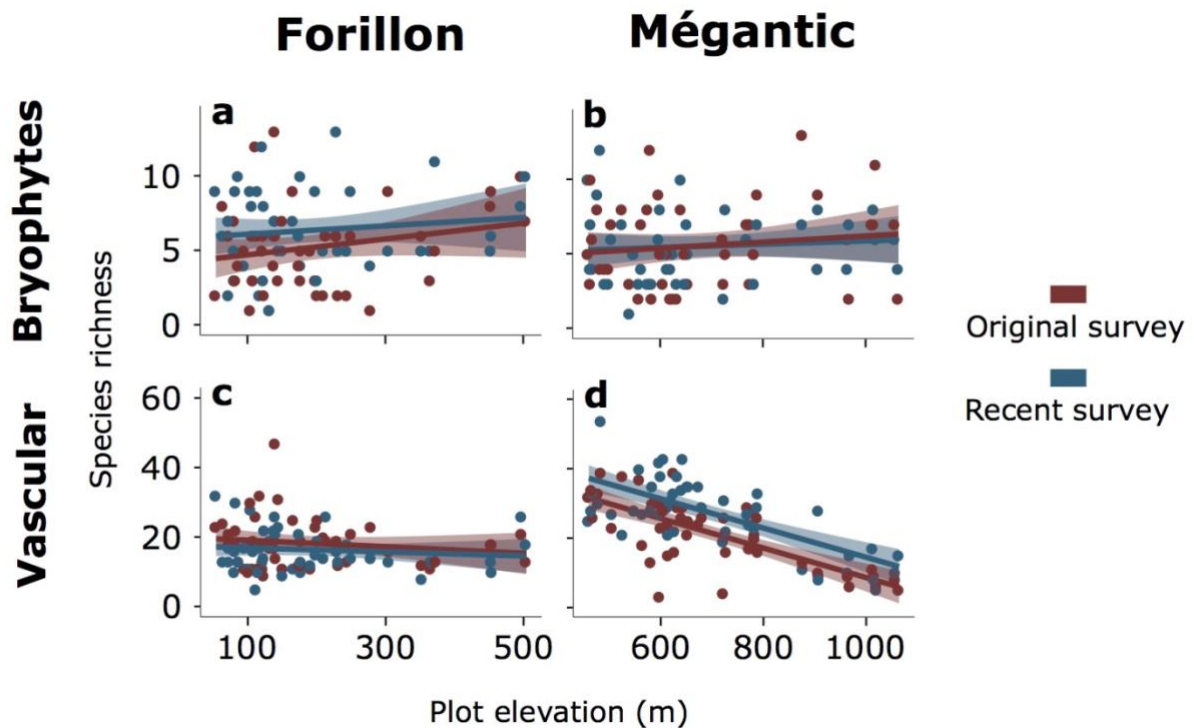 Forillon
Mégantic
Bryophytes
Vascular
Species richness
a
10
5
0
b
c
60
40
20
0
100 300 500
d
600 800 1000
Plot elevation (m)
Original survey
Recent survey